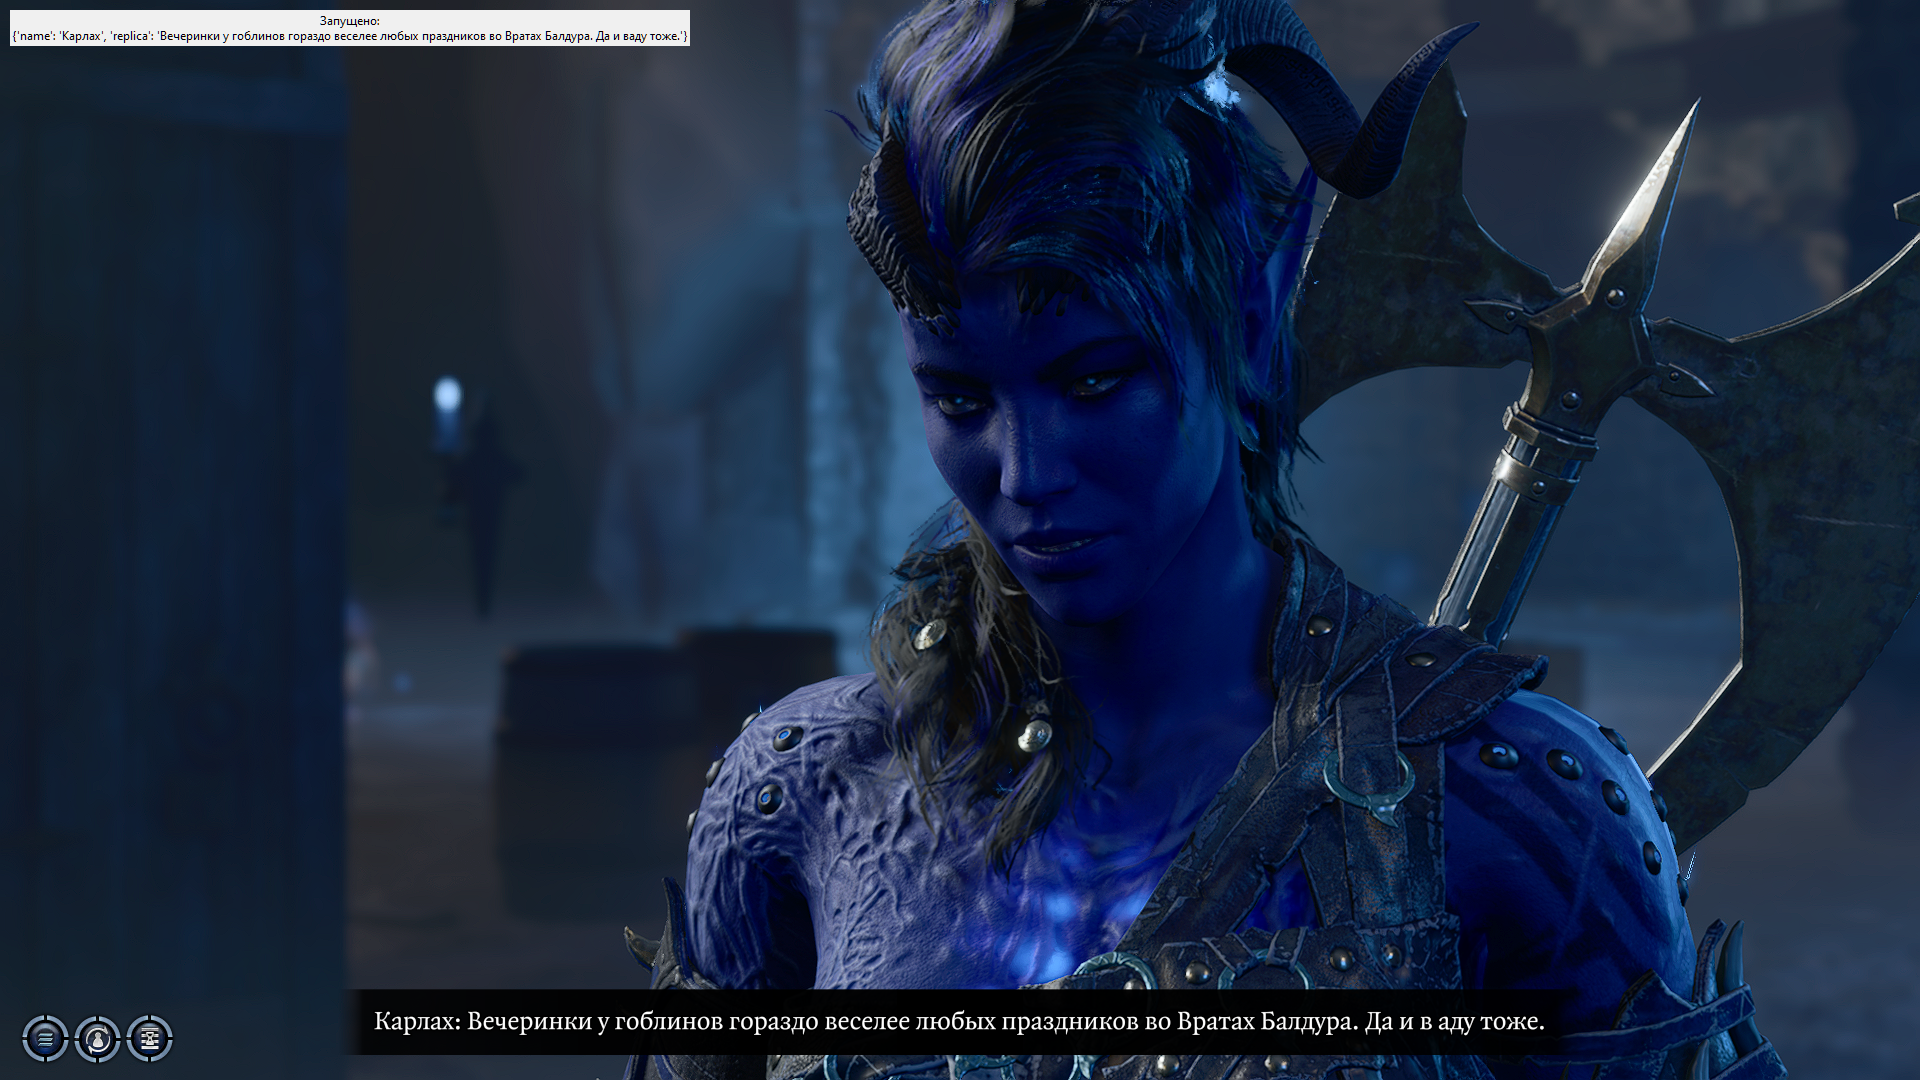 Запущено:
{'name': 'Карлах', 'replica': 'Вечеринки у гоблинов гораздо веселее любых праздников во Вратах Балдура. Да и ваду тоже.'}
Карлах: Вечеринки у гоблинов гораздо веселее любых праздников во Вратах Балдура. Да и в аду тоже.